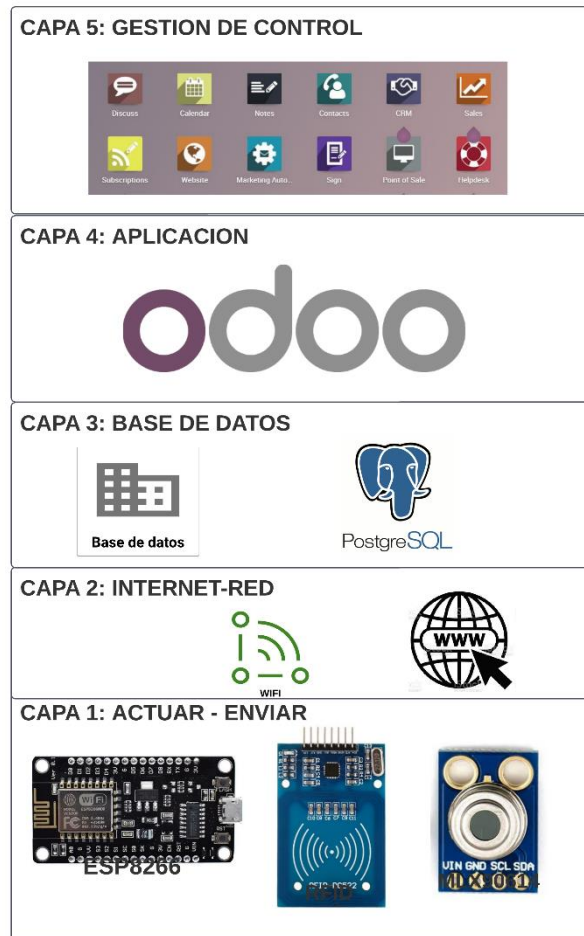 CAPA 5: GESTION DE CONTROL
Discuss Calendar Notes Contacts CRM Sales
Subscriptions Website Marketing Auto... Sign Point of Sale Helpdesk
CAPA 4: APLICACION
odoo
CAPA 3: BASE DE DATOS
Base de datos
PostgreSQL
CAPA 2: INTERNET-RED
WWW
WIFI
CAPA 1: ACTUAR - ENVIAR
WiFi
ESP8266
VIN GND SCL SDA